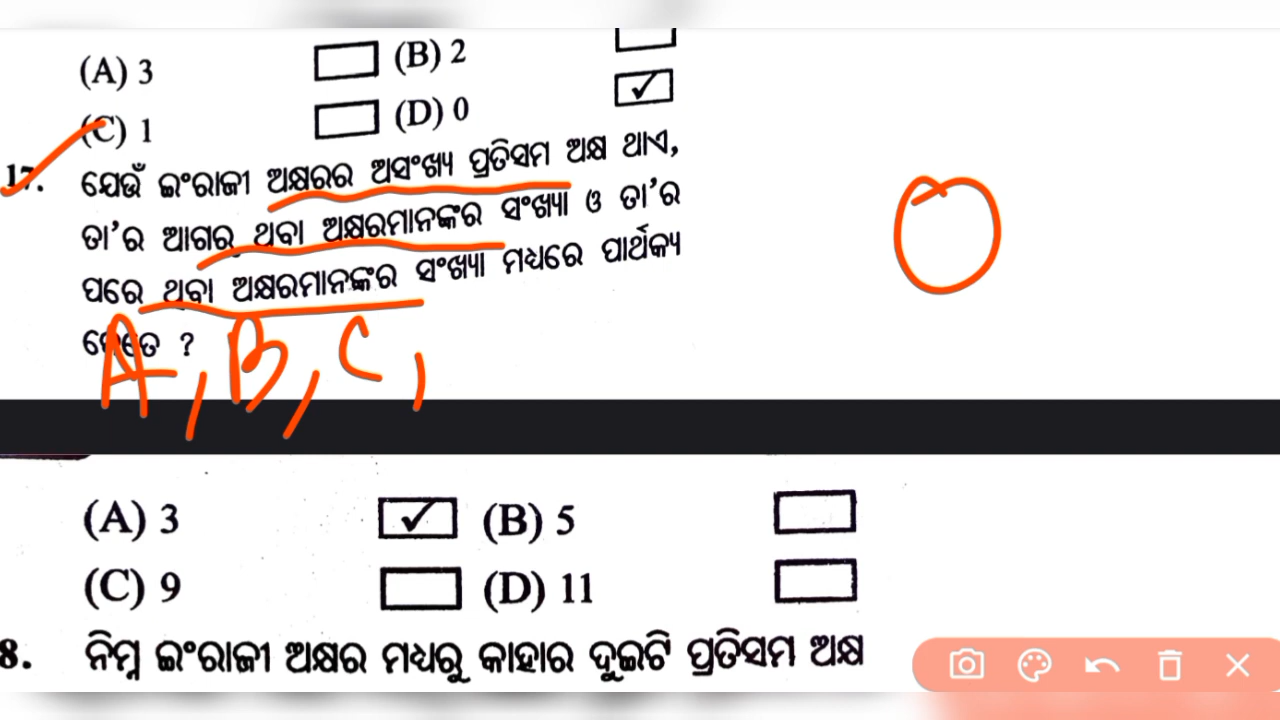 (A) 3 (B) 2
(C) 1 (D) 0 ✓
17. ଯେଉଁ ଇଂରାଜୀ ଅକ୍ଷରର ଅସଂଖ୍ୟ ପ୍ରତିସମ ଅକ୍ଷ ଥାଏ,
ତା'ର ଆଗରୁ ଥିବା ଅକ୍ଷରମାନଙ୍କର ସଂଖ୍ୟା ଓ ତା'ର
ପରେ ଥିବା ଅକ୍ଷରମାନଙ୍କର ସଂଖ୍ୟା ମଧ୍ୟରେ ପାର୍ଥକ୍ୟ
କେତେ ?
A, B, C,
(A) 3 ✓ (B) 5
(C) 9 (D) 11
8. ନିମ୍ନ ଇଂରାଜୀ ଅକ୍ଷର ମଧ୍ୟରୁ କାହାର ଦୁଇଟି ପ୍ରତିସମ ଅକ୍ଷ